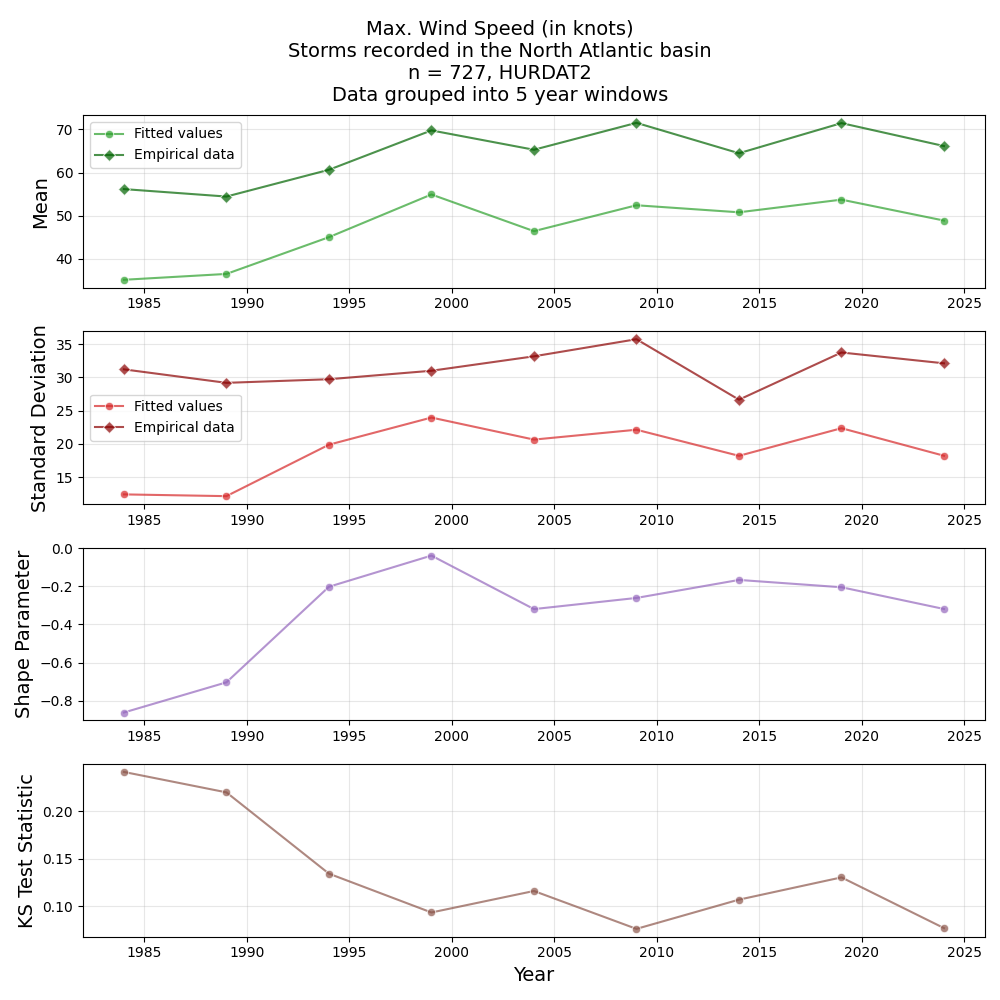 Max. Wind Speed (in knots)
Storms recorded in the North Atlantic basin
n = 727, HURDAT2
Data grouped into 5 year windows
Mean
70
60
50
40
Fitted values
Empirical data
1985 1990 1995 2000 2005 2010 2015 2020 2025
Standard Deviation
35
30
25
20
15
Fitted values
Empirical data
1985 1990 1995 2000 2005 2010 2015 2020 2025
Shape Parameter
0.0
−0.2
−0.4
−0.6
−0.8
1985 1990 1995 2000 2005 2010 2015 2020 2025
KS Test Statistic
0.20
0.15
0.10
1985 1990 1995 2000 2005 2010 2015 2020 2025
Year